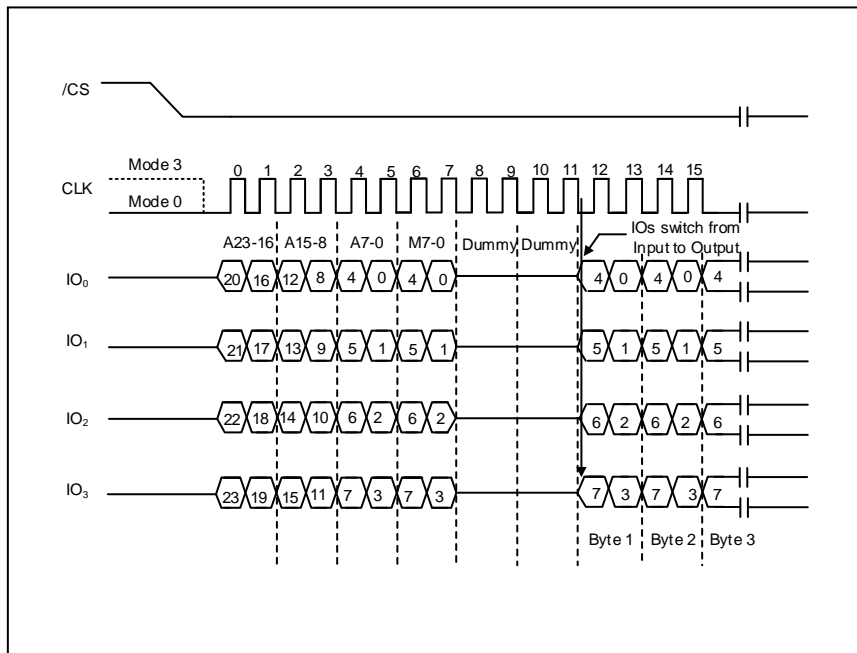 /CS
Mode 3
CLK
Mode 0
0 1 2 3 4 5 6 7 8 9 10 11 12 13 14 15
IOs switch from
Input to Output
A23-16 A15-8 A7-0 M7-0 Dummy Dummy
IO0 20 16 12 8 4 0 4 0 4 0 4 0 4
IO1 21 17 13 9 5 1 5 1 5 1 5 1 5
IO2 22 18 14 10 6 2 6 2 6 2 6 2 6
IO3 23 19 15 11 7 3 7 3 7 3 7 3 7
Byte 1 Byte 2 Byte 3